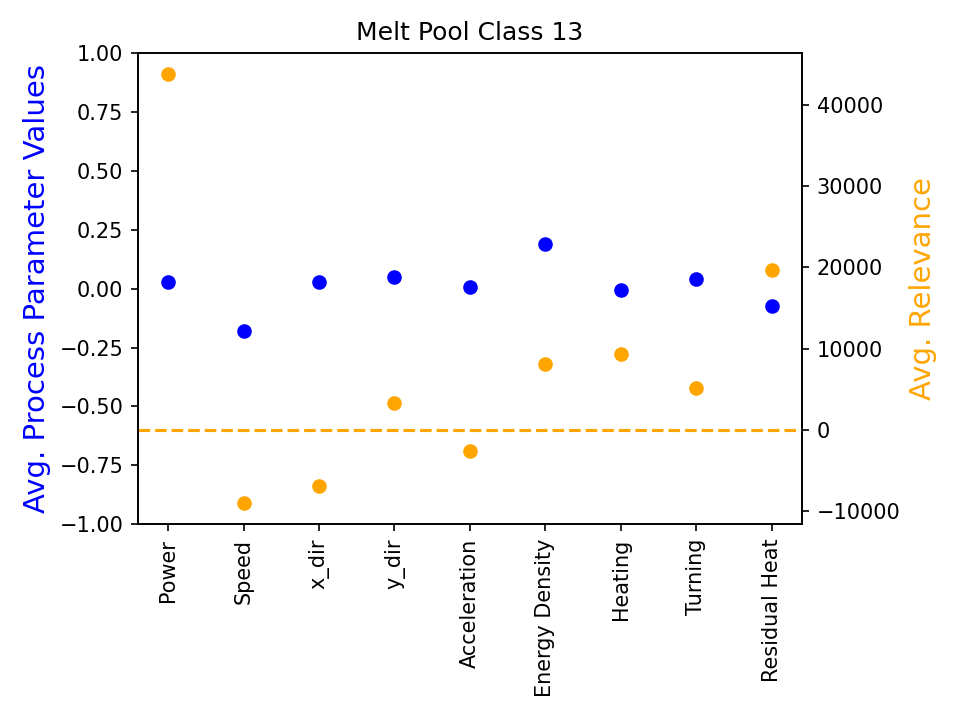 Melt Pool Class 13
Avg. Process Parameter Values
1.00
0.75
0.50
0.25
0.00
−0.25
−0.50
−0.75
−1.00
40000
30000
20000
10000
0
−10000
Avg. Relevance
Power
Speed
x_dir
y_dir
Acceleration
Energy Density
Heating
Turning
Residual Heat